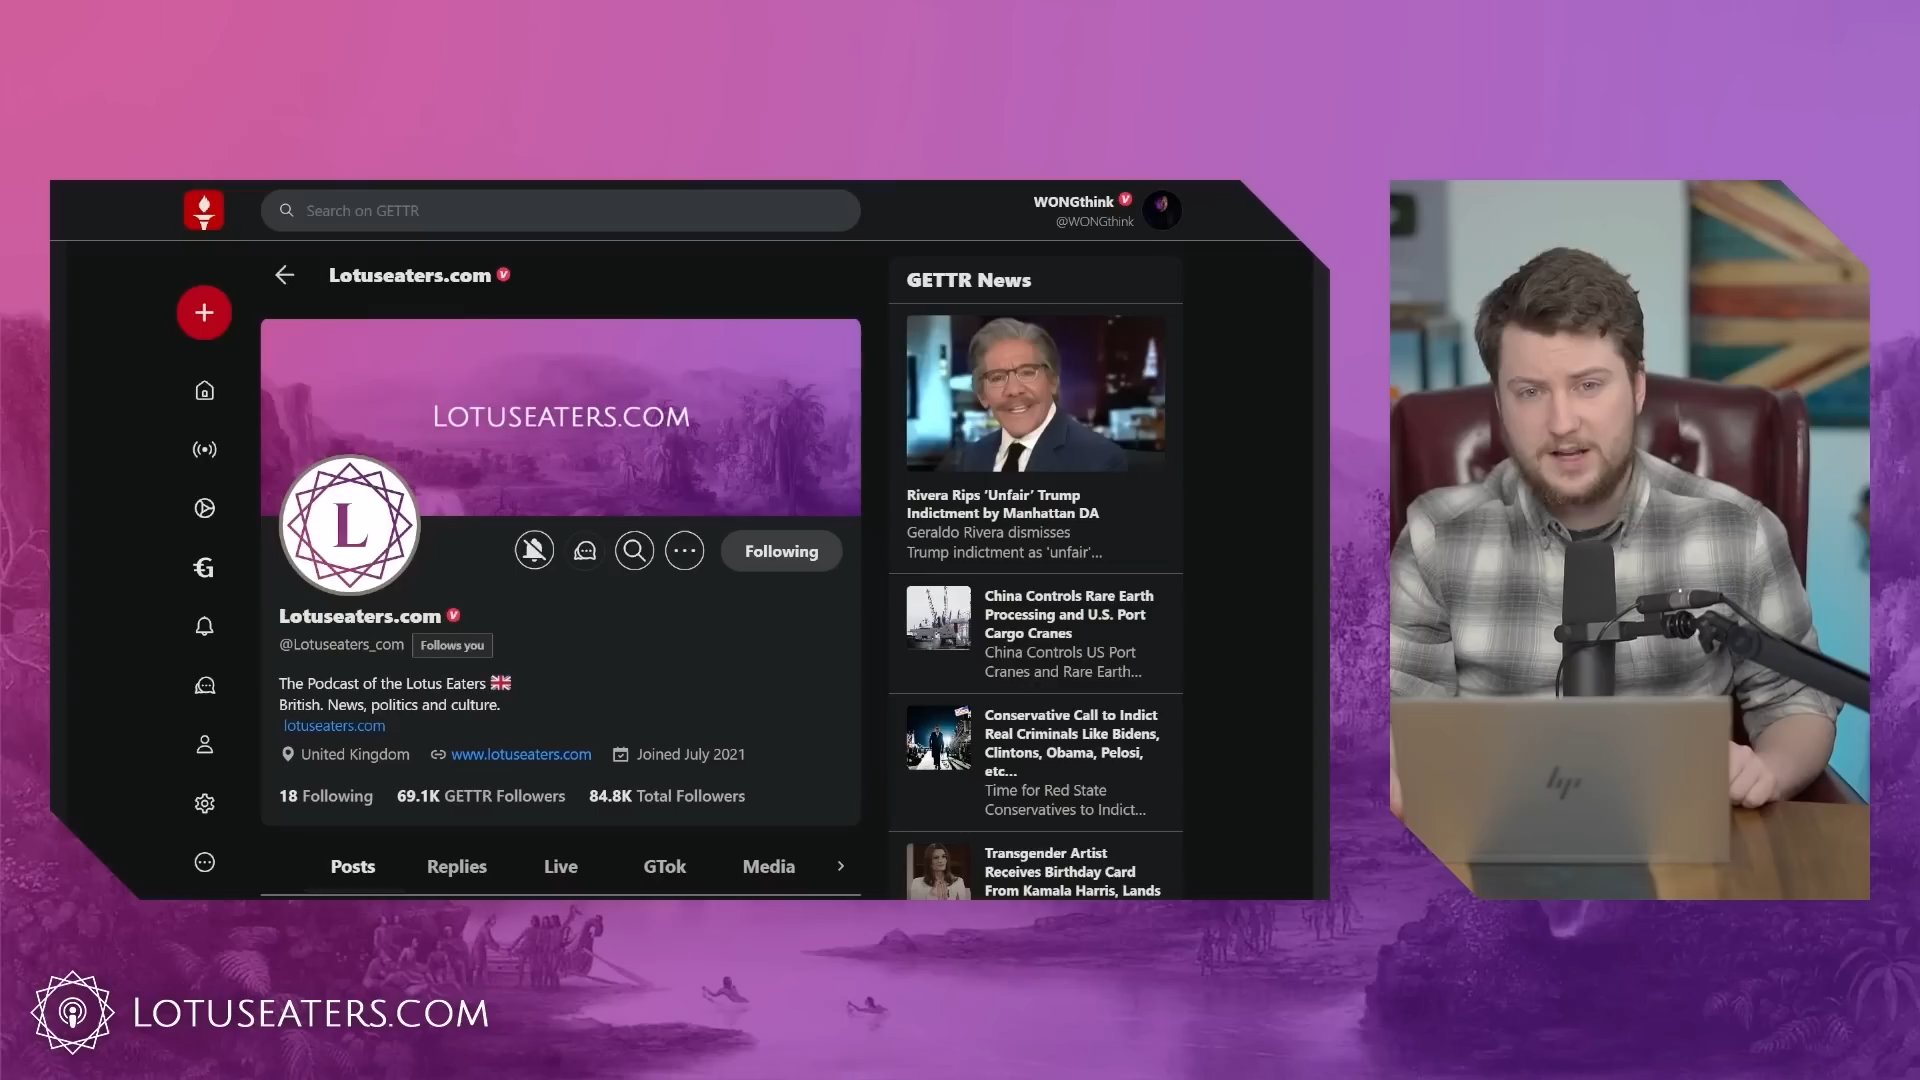 Search on GETTR
WONGthink
@WONGthink
Lotuseaters.com
LOTUSEATERS.COM
L
Following
Lotuseaters.com
@Lotuseaters_com Follows you
The Podcast of the Lotus Eaters
British. News, politics and culture.
lotuseaters.com
United Kingdom www.lotuseaters.com Joined July 2021
18 Following 69.1K GETTR Followers 84.8K Total Followers
Posts Replies Live GTok Media
GETTR News
Rivera Rips ‘Unfair’ Trump
Indictment by Manhattan DA
Geraldo Rivera dismisses
Trump indictment as 'unfair'...
China Controls Rare Earth
Processing and U.S. Port
Cargo Cranes
China Controls US Port
Cranes and Rare Earth...
Conservative Call to Indict
Real Criminals Like Bidens,
Clintons, Obama, Pelosi,
etc...
Time for Red State
Conservatives to Indict...
Transgender Artist
Receives Birthday Card
From Kamala Harris, Lands
hp
LOTUSEATERS.COM